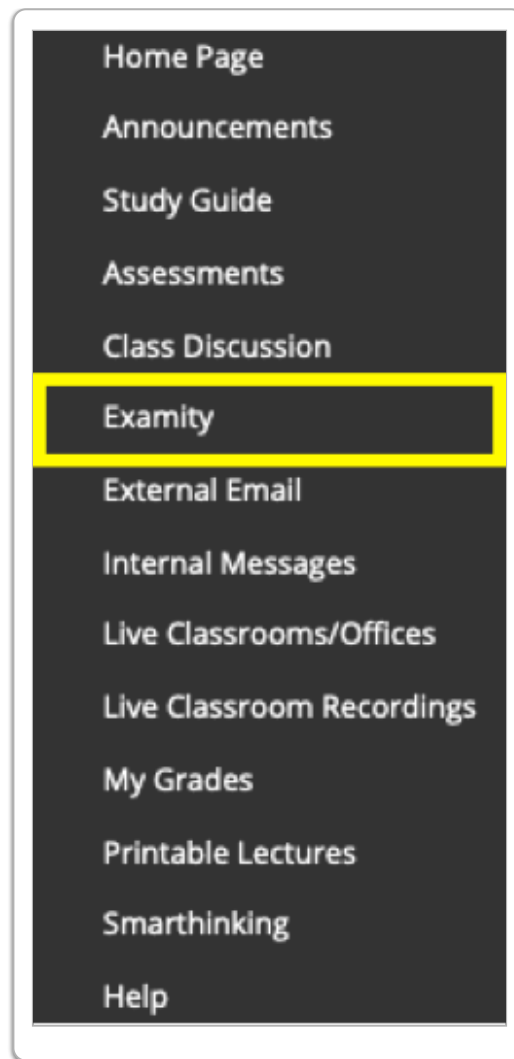 Home Page
Announcements
Study Guide
Assessments
Class Discussion
Examity
External Email
Internal Messages
Live Classrooms/Offices
Live Classroom Recordings
My Grades
Printable Lectures
Smarthinking
Help